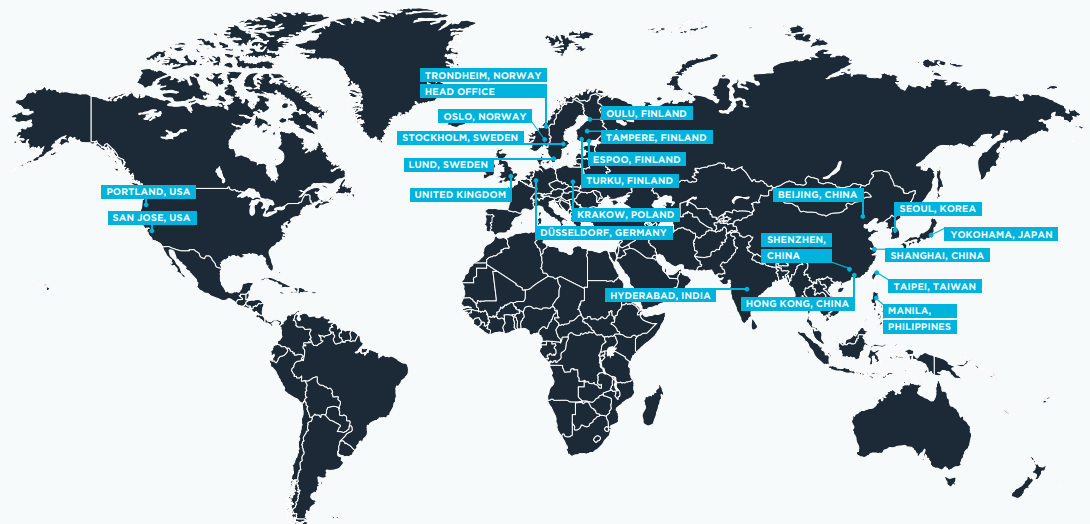 TRONDHEIM, NORWAY
HEAD OFFICE
OSLO, NORWAY
OULU, FINLAND
STOCKHOLM, SWEDEN
TAMPERE, FINLAND
LUND, SWEDEN
ESPOO, FINLAND
TURKU, FINLAND
UNITED KINGDOM
PORTLAND, USA
SAN JOSE, USA
KRAKOW, POLAND
DÜSSELDORF, GERMANY
BEIJING, CHINA
SEOUL, KOREA
YOKOHAMA, JAPAN
SHENZHEN,
CHINA
SHANGHAI, CHINA
TAIPEI, TAIWAN
HYDERABAD, INDIA
HONG KONG, CHINA
MANILA,
PHILIPPINES